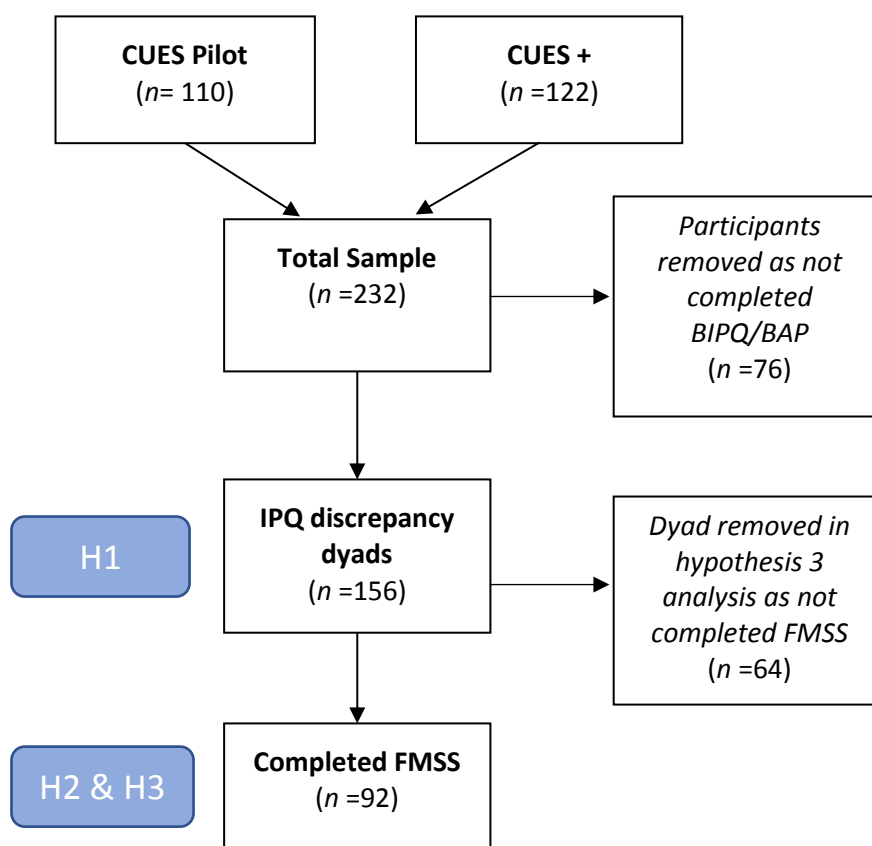 CUES Pilot
(n= 110)
CUES +
(n =122)
Total Sample
(n =232)
Participants
removed as not
completed
BIPQ/BAP
(n =76)
H1
IPQ discrepancy
dyads
(n =156)
Dyad removed in
hypothesis 3
analysis as not
completed FMSS
(n =64)
H2 & H3
Completed FMSS
(n =92)